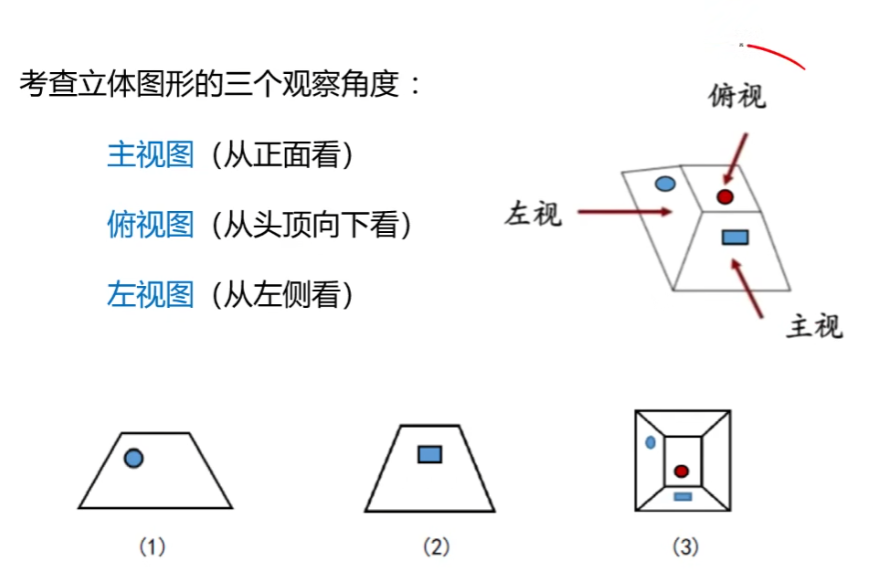 考查立体图形的三个观察角度：
主视图（从正面看）
俯视图（从头顶向下看）
左视图（从左侧看）
俯视
左视
主视
（1）
（2）
（3）